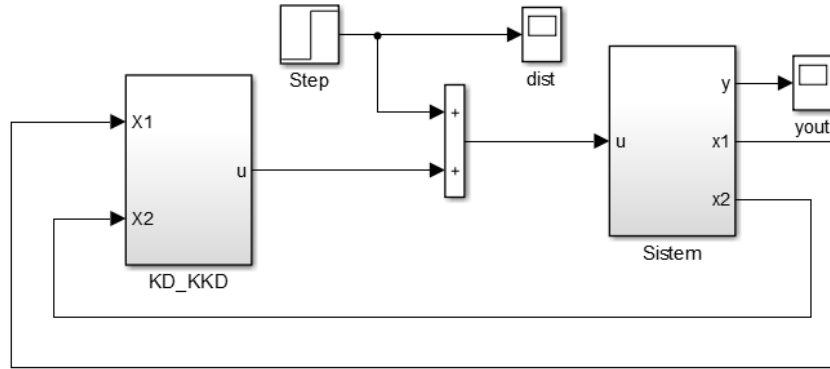 Step
dist
+
+
X1
X2
u
KD_KKD
u
y
x1
x2
Sistem
yout